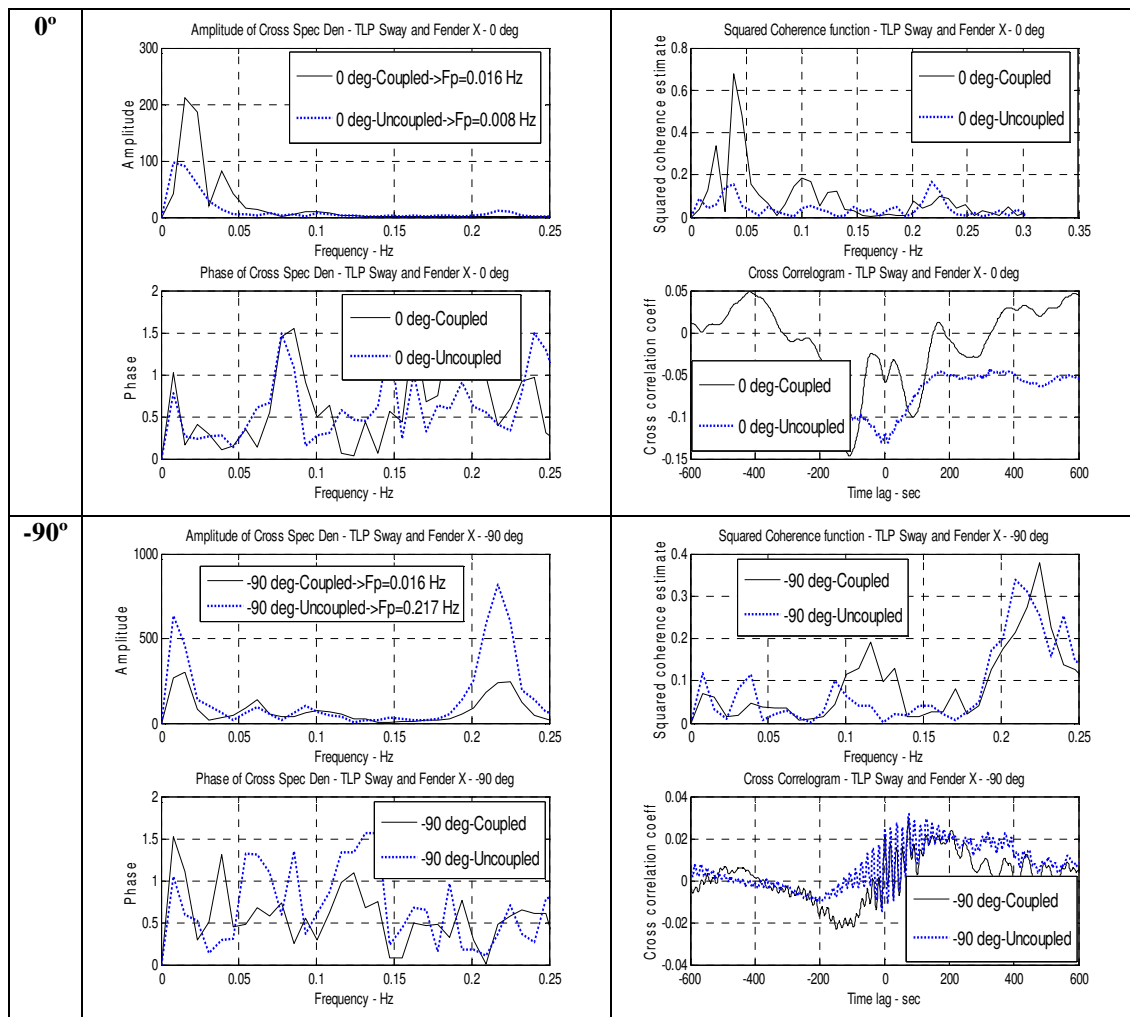 0º
Amplitude of Cross Spec Den - TLP Sway and Fender X - 0 deg
300
200
100
0
Amplitude
0 deg-Coupled->Fp=0.016 Hz
0 deg-Uncoupled->Fp=0.008 Hz
0 0.05 0.1 0.15 0.2 0.25
Frequency - Hz
Squared Coherence function - TLP Sway and Fender X - 0 deg
0.8
0.6
0.4
0.2
0
Squared coherence estimate
0 deg-Coupled
0 deg-Uncoupled
0 0.05 0.1 0.15 0.2 0.25 0.3 0.35
Frequency - Hz
Phase of Cross Spec Den - TLP Sway and Fender X - 0 deg
2
1.5
1
0.5
0
Phase
0 deg-Coupled
0 deg-Uncoupled
0 0.05 0.1 0.15 0.2 0.25
Frequency - Hz
Cross Correlogram - TLP Sway and Fender X - 0 deg
0.05
0
-0.05
-0.1
-0.15
Cross correlation coeff
0 deg-Coupled
0 deg-Uncoupled
-600 -400 -200 0 200 400 600
Time lag - sec
-90º
Amplitude of Cross Spec Den - TLP Sway and Fender X - -90 deg
1000
500
0
Amplitude
-90 deg-Coupled->Fp=0.016 Hz
-90 deg-Uncoupled->Fp=0.217 Hz
0 0.05 0.1 0.15 0.2 0.25
Frequency - Hz
Squared Coherence function - TLP Sway and Fender X - -90 deg
0.4
0.3
0.2
0.1
0
Squared coherence estimate
-90 deg-Coupled
-90 deg-Uncoupled
0 0.05 0.1 0.15 0.2 0.25
Frequency - Hz
Phase of Cross Spec Den - TLP Sway and Fender X - -90 deg
2
1.5
1
0.5
0
Phase
-90 deg-Coupled
-90 deg-Uncoupled
0 0.05 0.1 0.15 0.2 0.25
Frequency - Hz
Cross Correlogram - TLP Sway and Fender X - -90 deg
0.04
0.02
0
-0.02
-0.04
Cross correlation coeff
-90 deg-Coupled
-90 deg-Uncoupled
-600 -400 -200 0 200 400 600
Time lag - sec